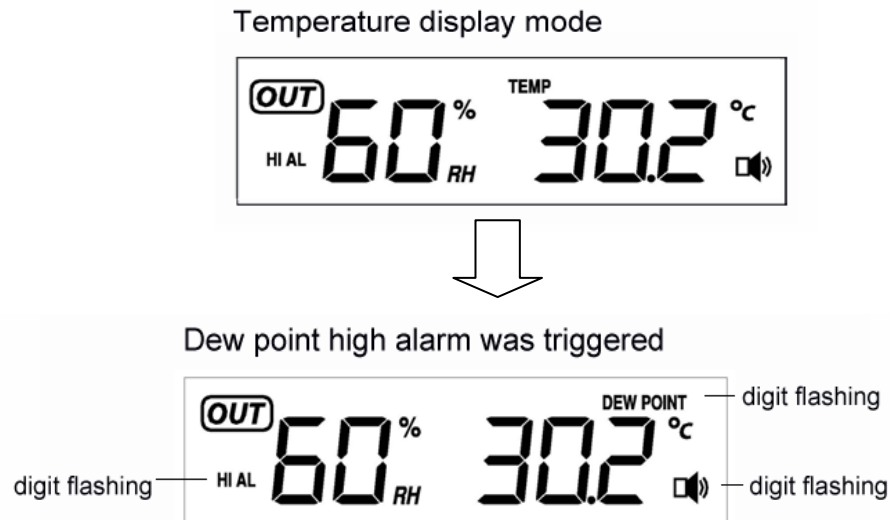 Temperature display mode
OUT 60 % RH TEMP 30.2 °C
HI AL
Dew point high alarm was triggered
OUT 60 % RH DEW POINT 30.2 °C digit flashing
digit flashing HI AL digit flashing